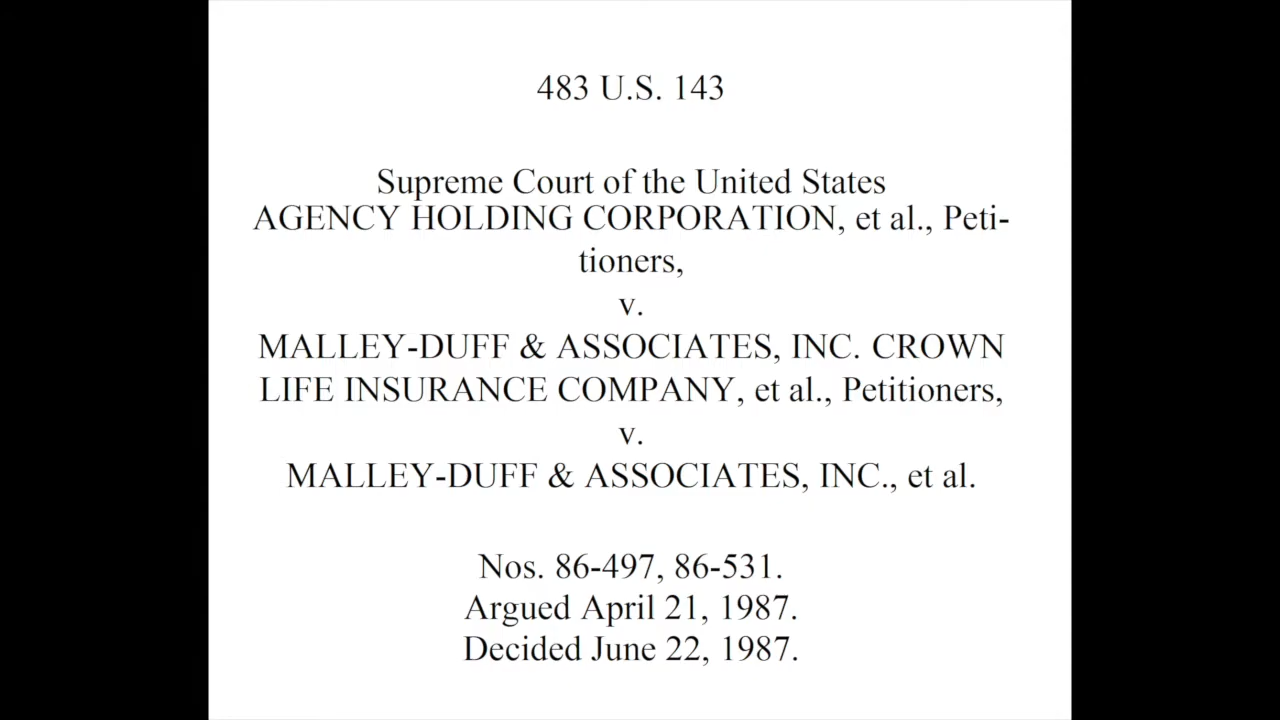 483 U.S. 143
Supreme Court of the United States
AGENCY HOLDING CORPORATION, et al., Peti-
tioners,
v.
MALLEY-DUFF & ASSOCIATES, INC. CROWN
LIFE INSURANCE COMPANY, et al., Petitioners,
v.
MALLEY-DUFF & ASSOCIATES, INC., et al.
Nos. 86-497, 86-531.
Argued April 21, 1987.
Decided June 22, 1987.